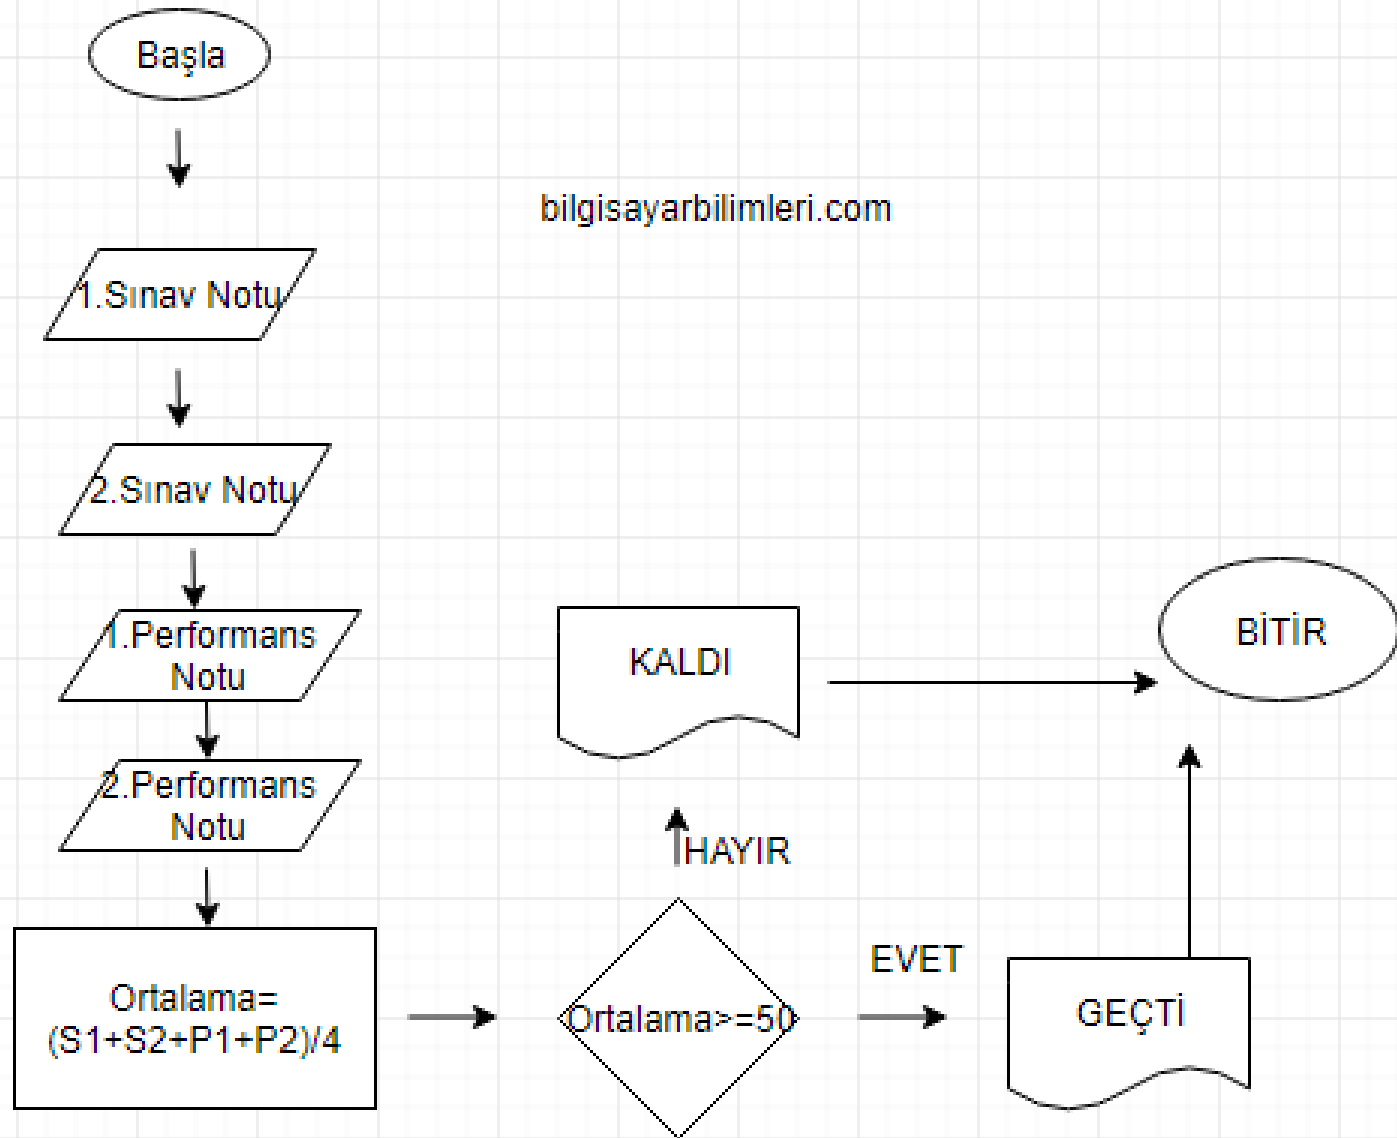 Başla
bilgisayarbilimleri.com
1.Sınav Notu
2.Sınav Notu
1.Performans
Notu
2.Performans
Notu
Ortalama=
(S1+S2+P1+P2)/4
Ortalama>=50
HAYIR
KALDI
EVET
GEÇTİ
BİTİR